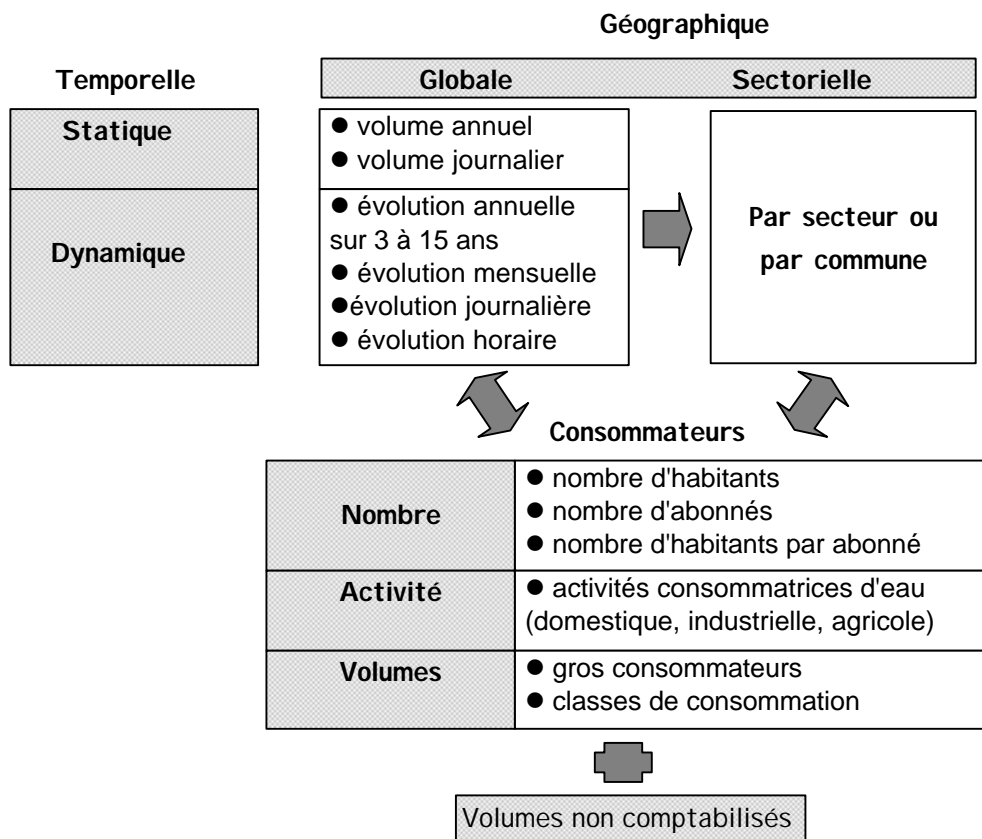 Géographique
Temporelle
Globale Sectorielle
Statique
● volume annuel
● volume journalier
Dynamique
● évolution annuelle
sur 3 à 15 ans
● évolution mensuelle
●évolution journalière
● évolution horaire
Par secteur ou
par commune
Consommateurs
Nombre
● nombre d'habitants
● nombre d'abonnés
● nombre d'habitants par abonné
Activité
● activités consommatrices d'eau
(domestique, industrielle, agricole)
Volumes
● gros consommateurs
● classes de consommation
Volumes non comptabilisés